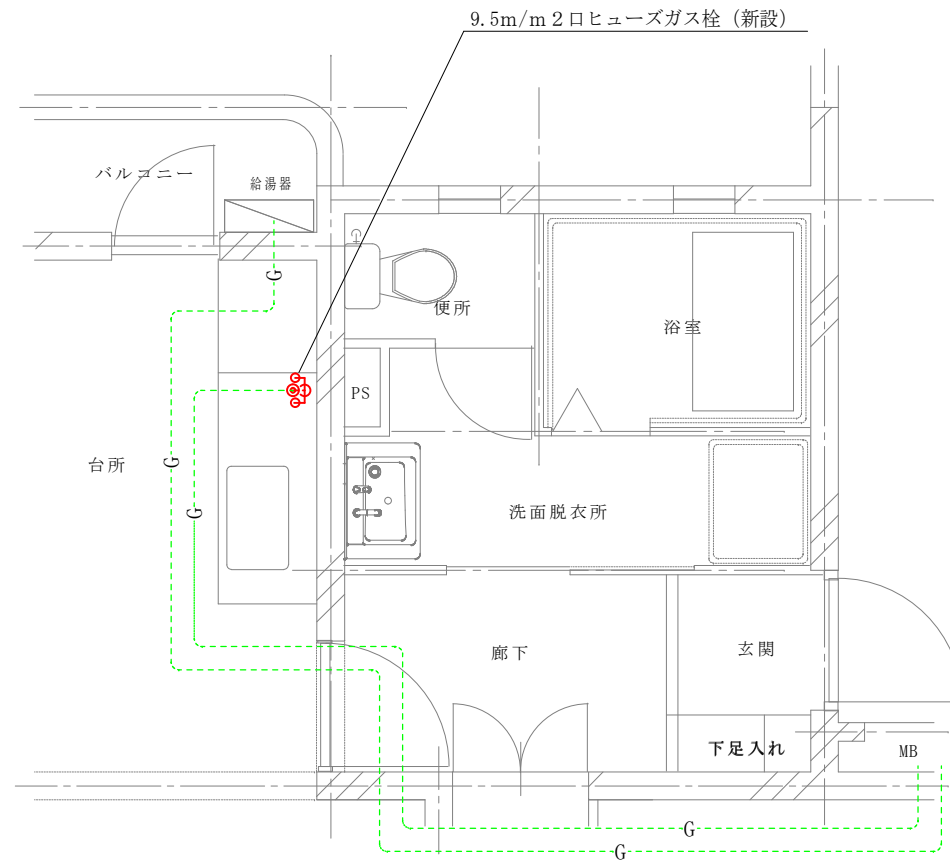 9.5m/m２口ヒューズガス栓（新設）
バルコニー
給湯器
G
便所
浴室
PS
台所
G
G
洗面脱衣所
廊下
玄関
下足入れ
MB
G
G